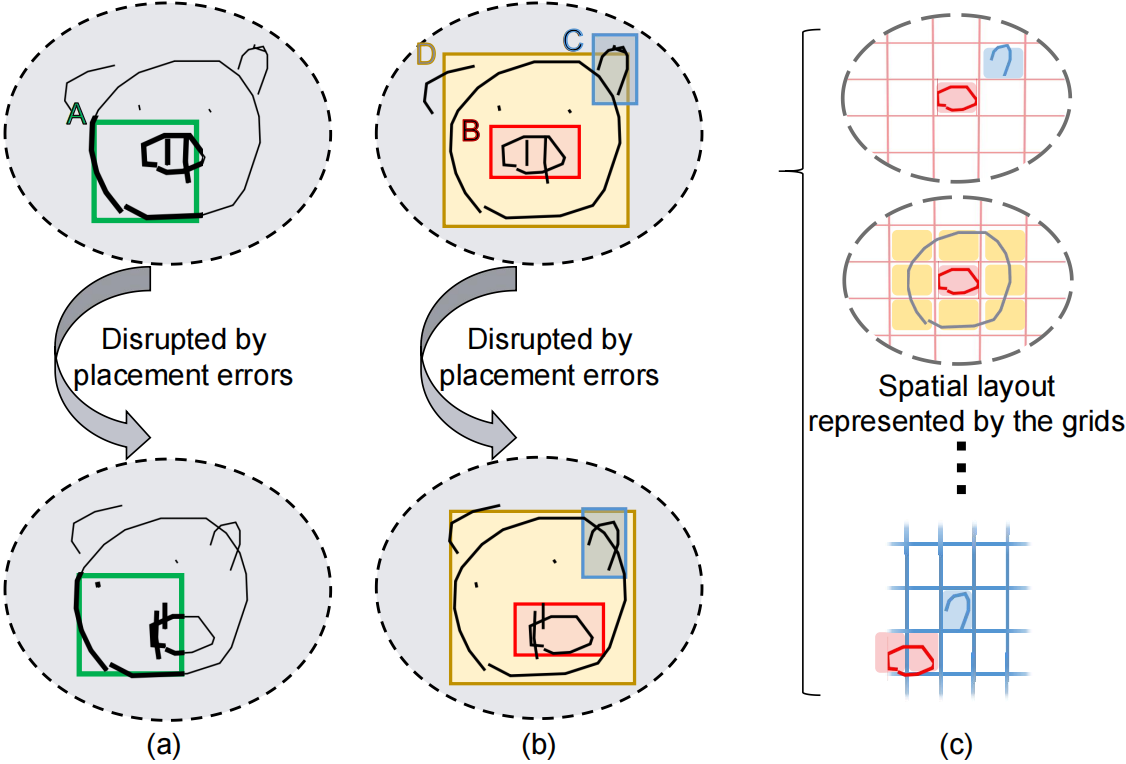 A
D
C
B
Disrupted by
placement errors
Disrupted by
placement errors
Spatial layout
represented by the grids
(a)
(b)
(c)